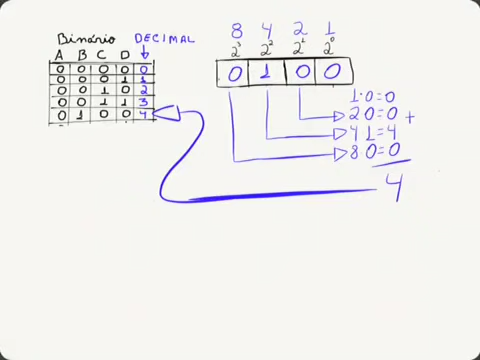 Binário DECIMAL
A B C D
0 0 0 0 0
0 0 0 1 1
0 0 1 0 2
0 0 1 1 3
0 1 0 0 4
8 4 2 1
2³ 2² 2¹ 2⁰
0 1 0 0
1·0=0
2·0=0 +
4·1=4
8·0=0
4